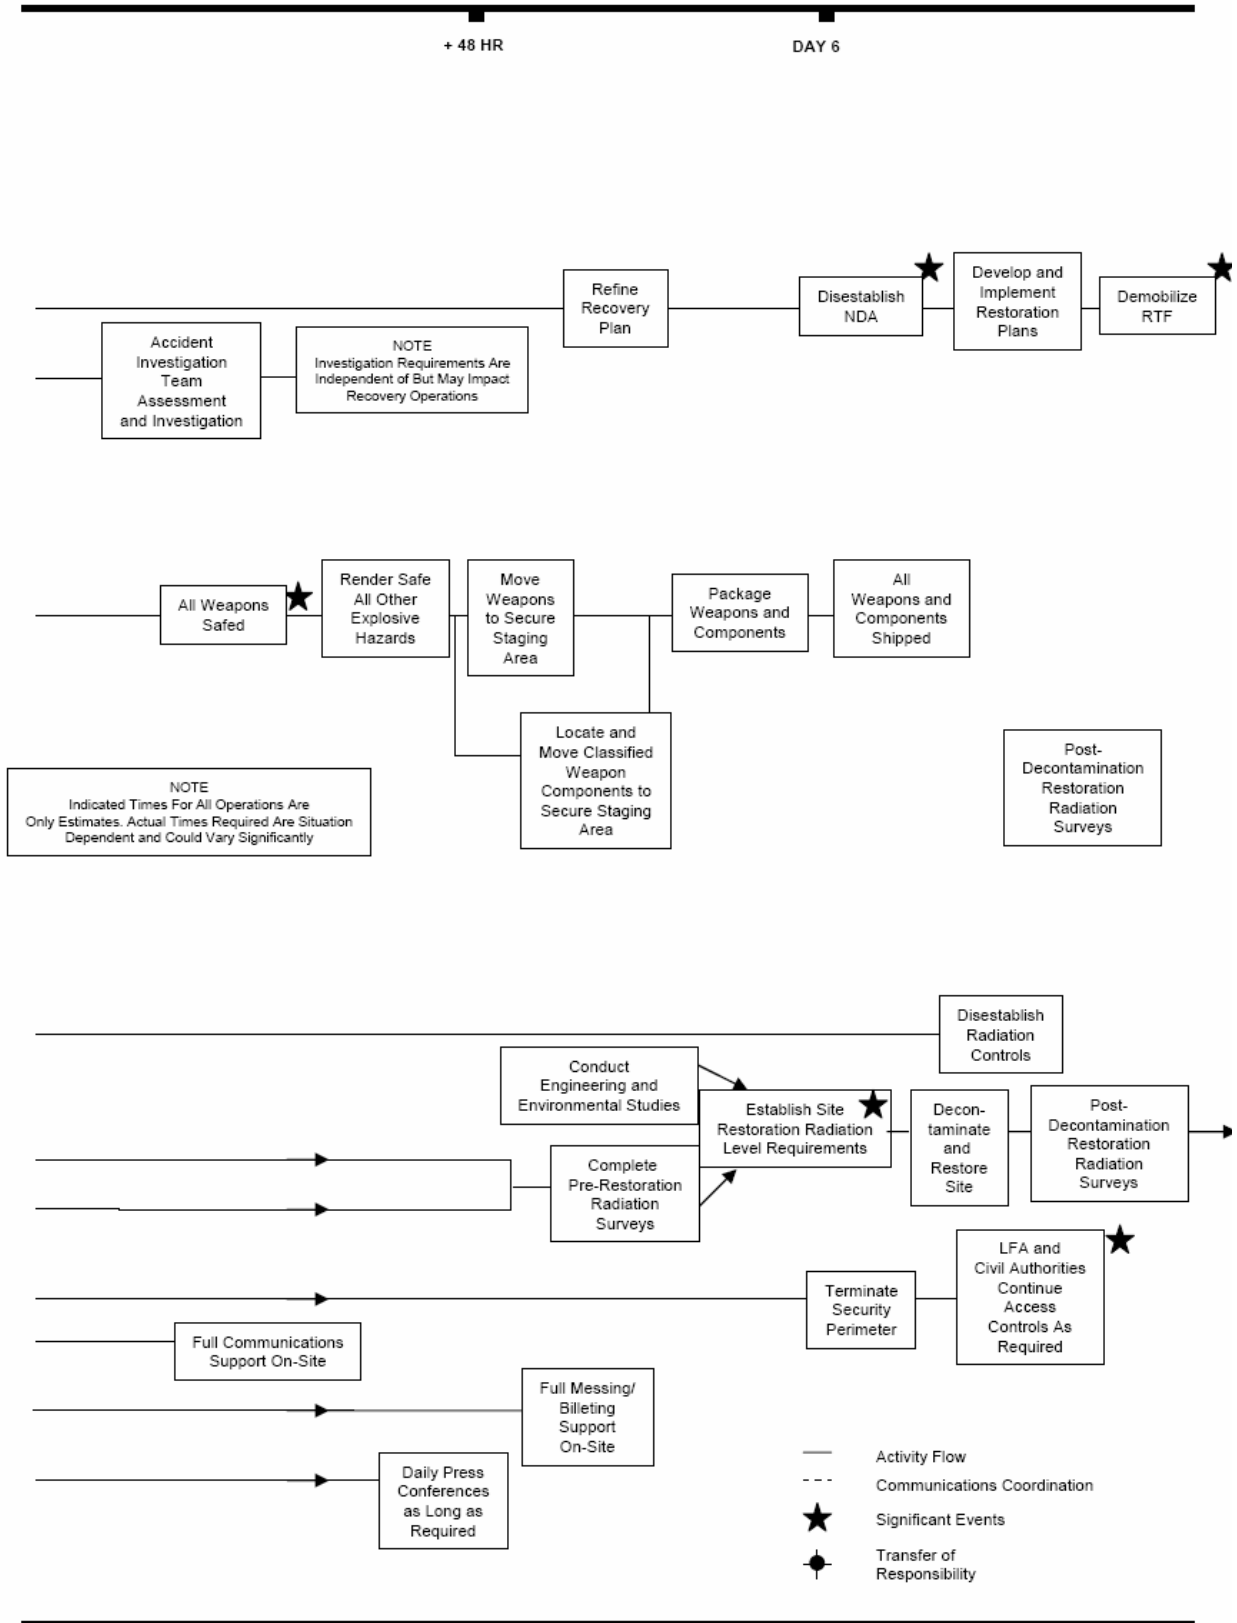 + 48 HR
DAY 6
Refine
Recovery
Plan
Disestablish
NDA
Develop and
Implement
Restoration
Plans
Demobilize
RTF
Accident
Investigation
Team
Assessment
and Investigation
NOTE
Investigation Requirements Are
Independent of But May Impact
Recovery Operations
All Weapons
Safed
Render Safe
All Other
Explosive
Hazards
Move
Weapons
to Secure
Staging
Area
Package
Weapons and
Components
All
Weapons and
Components
Shipped
Locate and
Move Classified
Weapon
Components to
Secure Staging
Area
Post-
Decontamination
Restoration
Radiation
Surveys
NOTE
Indicated Times For All Operations Are
Only Estimates. Actual Times Required Are Situation
Dependent and Could Vary Significantly
Disestablish
Radiation
Controls
Conduct
Engineering and
Environmental Studies
Establish Site
Restoration Radiation
Level Requirements
Decon-
taminate
and
Restore
Site
Post-
Decontamination
Restoration
Radiation
Surveys
Complete
Pre-Restoration
Radiation
Surveys
Terminate
Security
Perimeter
LFA and
Civil Authorities
Continue
Access
Controls As
Required
Full Communications
Support On-Site
Full Messing/
Billeting
Support
On-Site
Daily Press
Conferences
as Long as
Required
Activity Flow
Communications Coordination
Significant Events
Transfer of
Responsibility